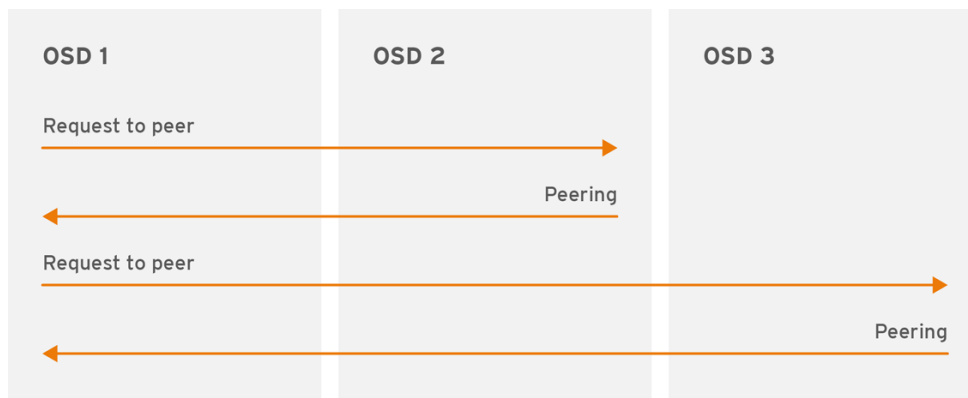 OSD 1
OSD 2
OSD 3
Request to peer
Peering
Request to peer
Peering